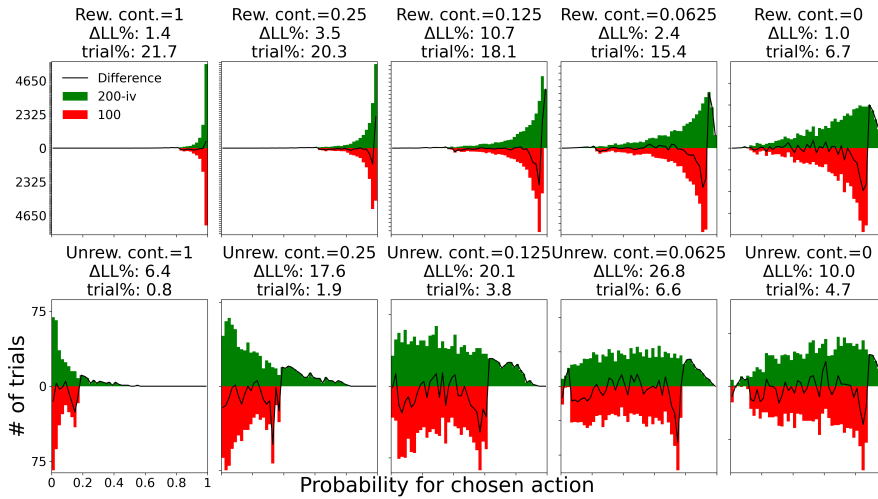 Rew. cont.=1
ΔLL%: 1.4
trial%: 21.7
Rew. cont.=0.25
ΔLL%: 3.5
trial%: 20.3
Rew. cont.=0.125
ΔLL%: 10.7
trial%: 18.1
Rew. cont.=0.0625
ΔLL%: 2.4
trial%: 15.4
Rew. cont.=0
ΔLL%: 1.0
trial%: 6.7
4650
2325
0
2325
4650
Difference
200-iv
100
Unrew. cont.=1
ΔLL%: 6.4
trial%: 0.8
Unrew. cont.=0.25
ΔLL%: 17.6
trial%: 1.9
Unrew. cont.=0.125
ΔLL%: 20.1
trial%: 3.8
Unrew. cont.=0.0625
ΔLL%: 26.8
trial%: 6.6
Unrew. cont.=0
ΔLL%: 10.0
trial%: 4.7
# of trials
75
0
75
0 0.2 0.4 0.6 0.8 1
Probability for chosen action